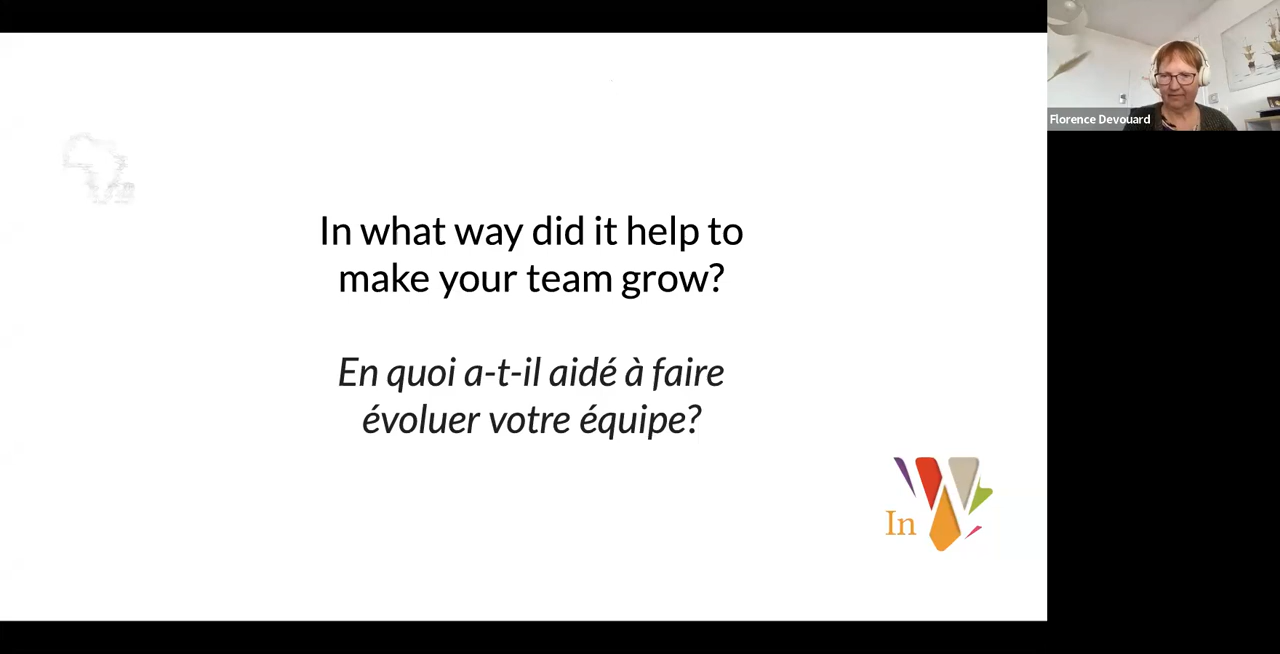 Florence Devouard
In what way did it help to
make your team grow?
En quoi a-t-il aidé à faire
évoluer votre équipe?
In W